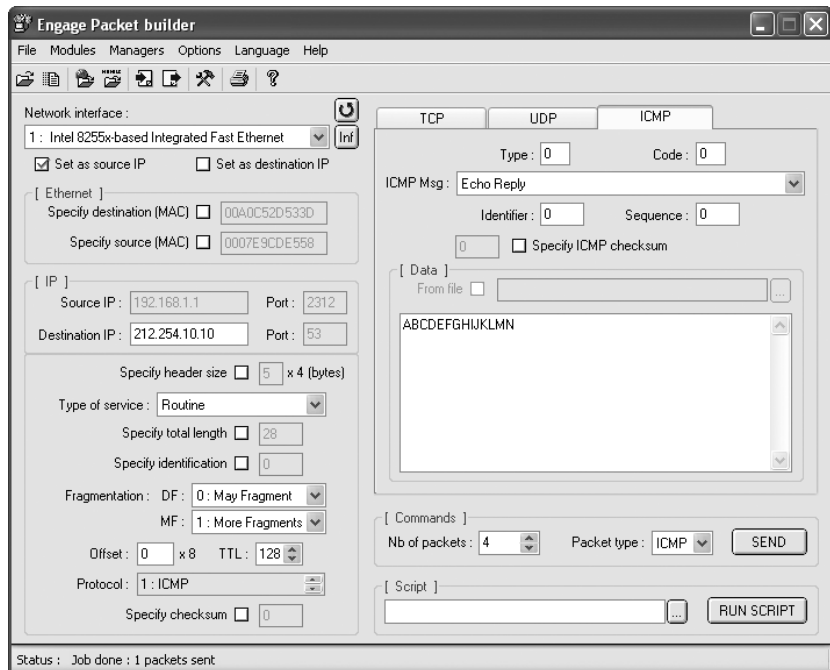 Engage Packet builder
File Modules Managers Options Language Help
Network interface :
Inf
1 : Intel 8255x-based Integrated Fast Ethernet
Set as source IP Set as destination IP
[ Ethernet ]
Specify destination (MAC) 00A0C52D533D
Specify source (MAC) 0007E9CDE558
[ IP ]
Source IP : 192.168.1.1 Port : 2312
Destination IP : 212.254.10.10 Port : 53
Specify header size 5 x 4 (bytes)
Type of service : Routine
Specify total length 28
Specify identification 0
Fragmentation : DF : 0 : May Fragment
MF : 1 : More Fragments
Offset : 0 x 8 TTL : 128
Protocol : 1 : ICMP
Specify checksum 0
TCP UDP ICMP
Type : 0 Code : 0
ICMP Msg : Echo Reply
Identifier : 0 Sequence : 0
0 Specify ICMP checksum
[ Data ]
From file ...
ABCDEFGHIJKLMN
[ Commands ]
Nb of packets : 4 Packet type : ICMP SEND
[ Script ]
... RUN SCRIPT
Status : Job done : 1 packets sent